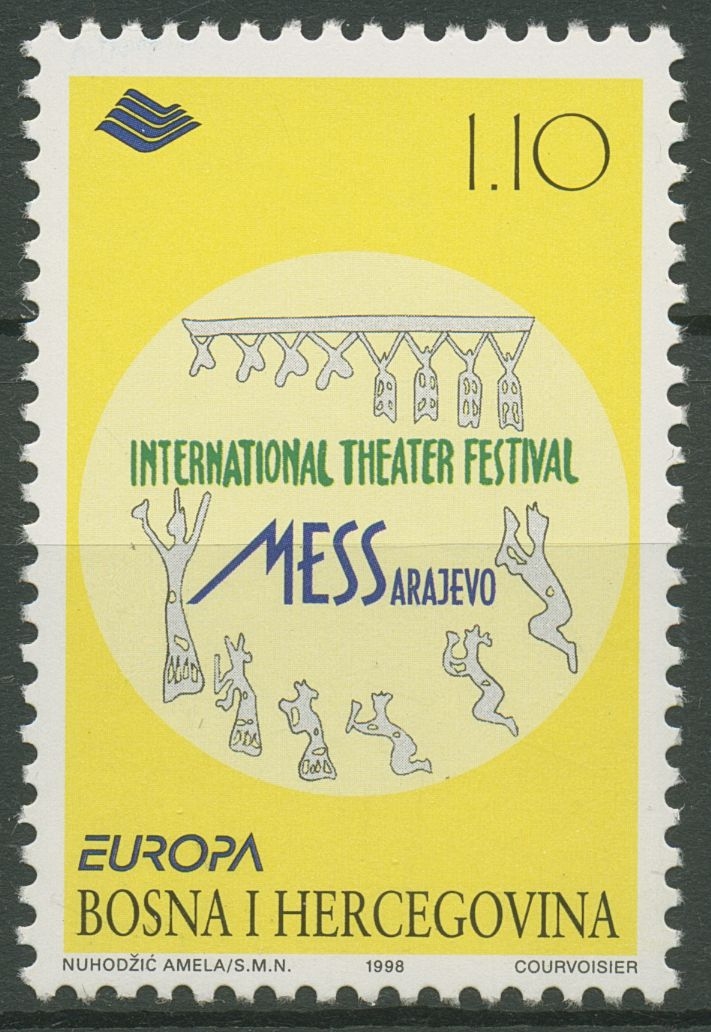 1.10
INTERNATIONAL THEATER FESTIVAL
MESSARAJEVO
EUROPA
BOSNA I HERCEGOVINA
NUHODŽIĆ AMELA/S.M.N. 1998 COURVOISIER